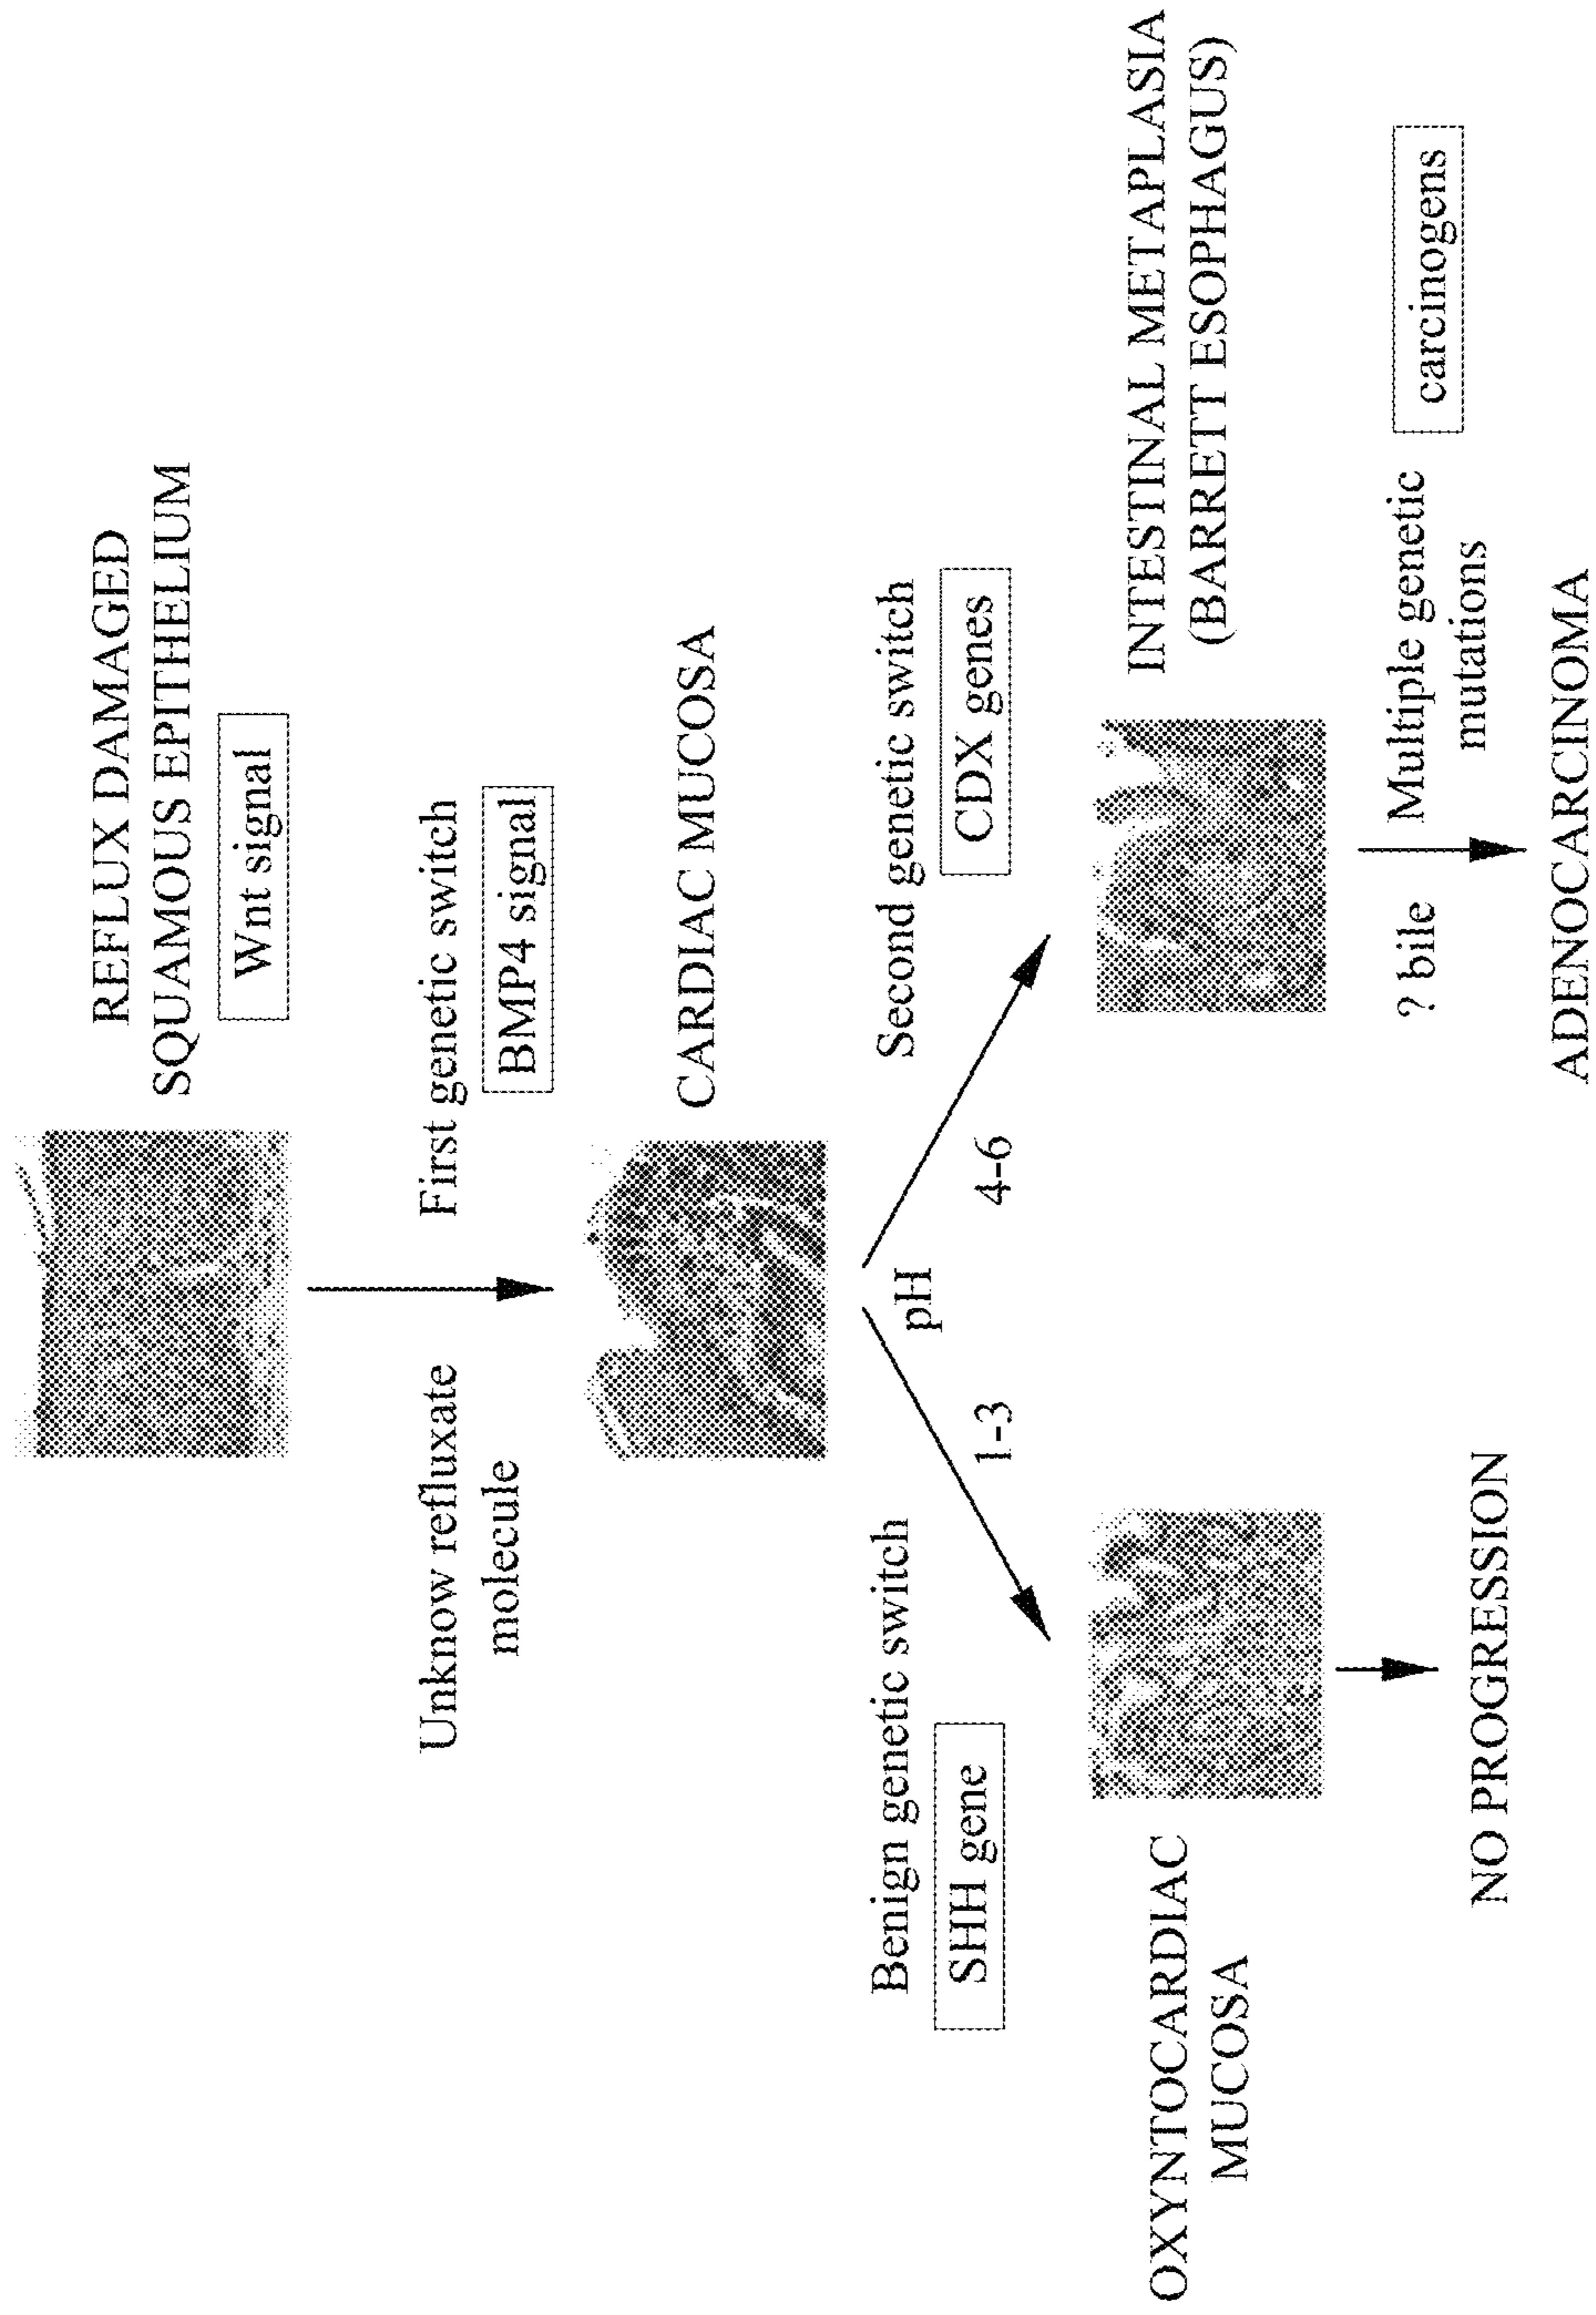 REFLUX DAMAGED
SQUAMOUS EPITHELIUM
Wnt signal
Unknow refluxate
molecule
First genetic switch
BMP4 signal
CARDIAC MUCOSA
Benign genetic switch
SHH gene
pH
1-3
4-6
Second genetic switch
CDX genes
OXYNTOCARDIAC
MUCOSA
INTESTINAL METAPLASIA
(BARRETT ESOPHAGUS)
? bile
Multiple genetic
mutations
carcinogens
NO PROGRESSION
ADENOCARCINOMA